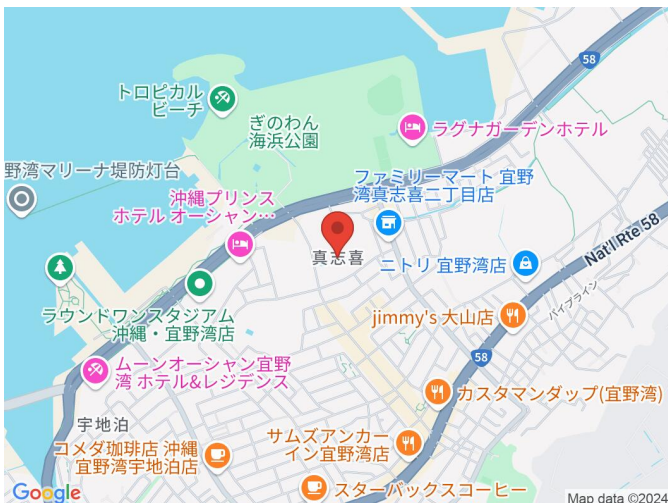 58
トロピカル
ビーチ
ぎのわん
海浜公園
ラグナガーデンホテル
野湾マリーナ堤防灯台
ファミリーマート 宜野
湾真志喜二丁目店
沖縄プリンス
ホテル オーシャン…
真志喜
ニトリ 宜野湾店
Nat'l Rte 58
ラウンドワンスタジアム
沖縄・宜野湾店
jimmy's 大山店
パイプライン
58
ムーンオーシャン宜野
湾 ホテル&レジデンス
カスタマンダップ(宜野湾)
宇地泊
コメダ珈琲店 沖縄
宜野湾宇地泊店
サムズアンカー
イン宜野湾店
スターバックスコーヒー
Google
Map data ©2024